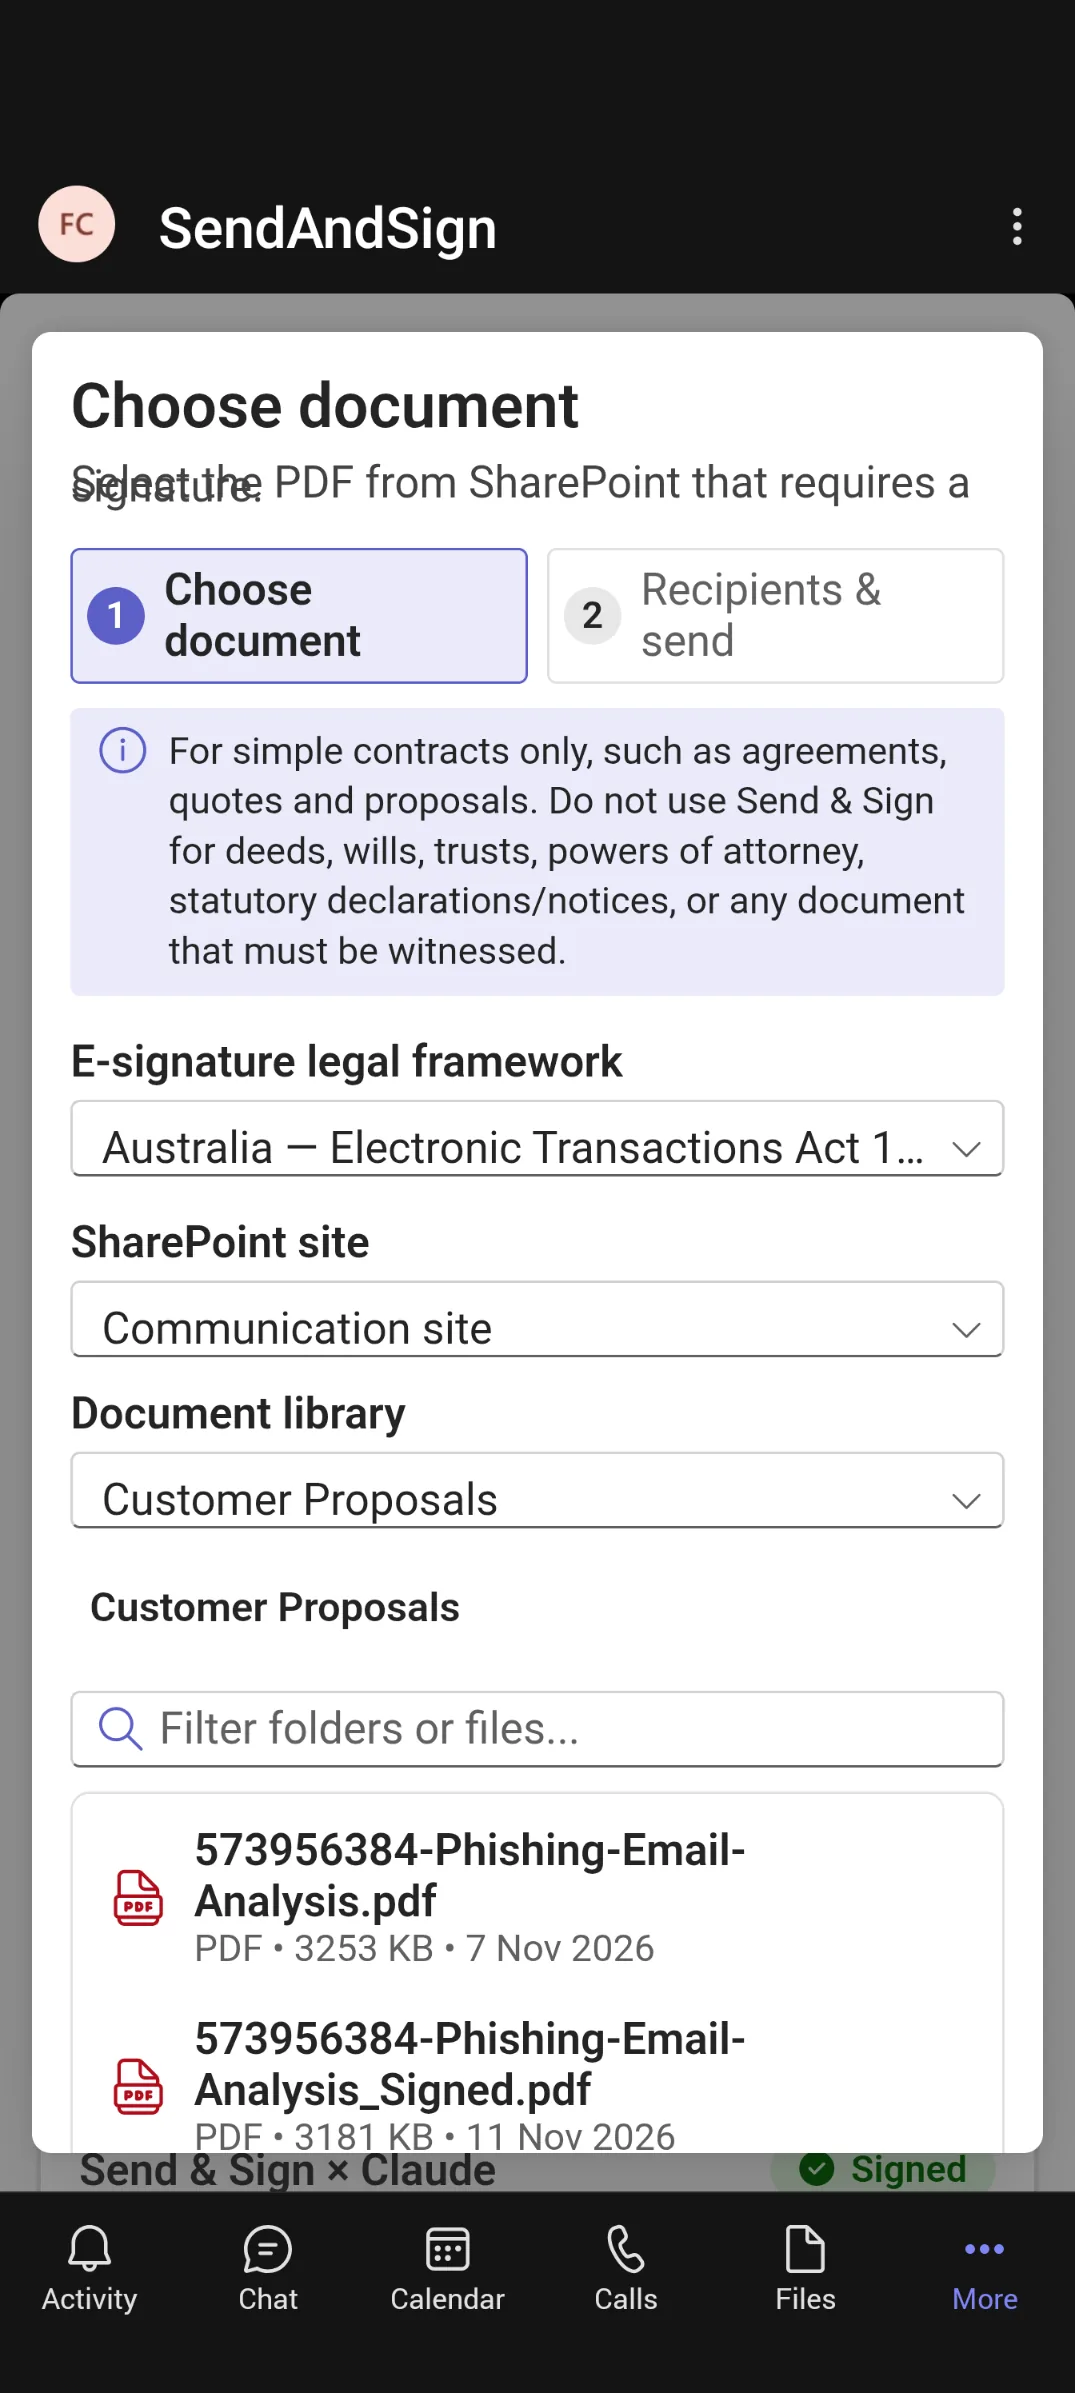 FC
SendAndSign
Choose document
Select the PDF from SharePoint that requires a
signature.
1
Choose
document
2
Recipients &
send
For simple contracts only, such as agreements,
quotes and proposals. Do not use Send & Sign
for deeds, wills, trusts, powers of attorney,
statutory declarations/notices, or any document
that must be witnessed.
E-signature legal framework
Australia — Electronic Transactions Act 1...
SharePoint site
Communication site
Document library
Customer Proposals
Customer Proposals
Filter folders or files...
573956384-Phishing-Email-
Analysis.pdf
PDF
PDF • 3253 KB • 7 Nov 2026
573956384-Phishing-Email-
Analysis_Signed.pdf
PDF
PDF • 3181 KB • 11 Nov 2026
Send & Sign × Claude
Signed
Activity
Chat
Calendar
Calls
Files
More